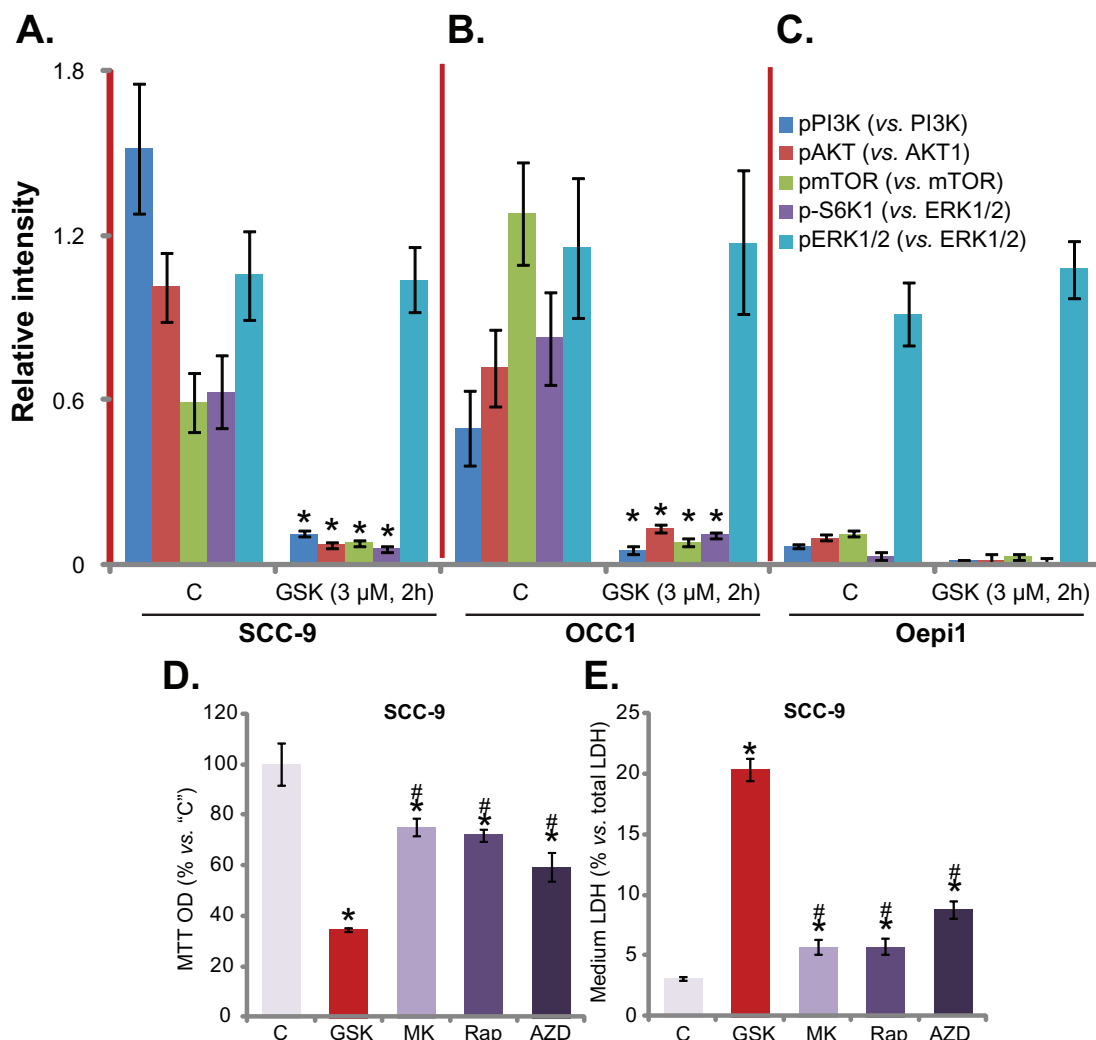 A.
B.
C.
1.8
1.2
0.6
0
Relative intensity
pPI3K (vs. PI3K)
pAKT (vs. AKT1)
pmTOR (vs. mTOR)
p-S6K1 (vs. ERK1/2)
pERK1/2 (vs. ERK1/2)
* * * *
* * * *
C GSK (3 µM, 2h) C GSK (3 µM, 2h) C GSK (3 µM, 2h)
SCC-9 OCC1 Oepi1
D.
SCC-9
MTT OD (% vs. “C”)
120
100
80
60
40
20
0
*
#
*
#
*
#
*
C GSK MK Rap AZD
E.
SCC-9
Medium LDH (% vs. total LDH)
25
20
15
10
5
0
*
#
*
#
*
#
*
C GSK MK Rap AZD